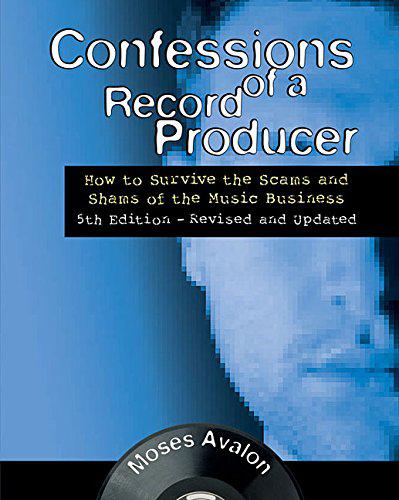 Confessions
of a
Record
Producer
How to Survive the Scams and
Shams of the Music Business
5th Edition - Revised and Updated
Moses Avalon